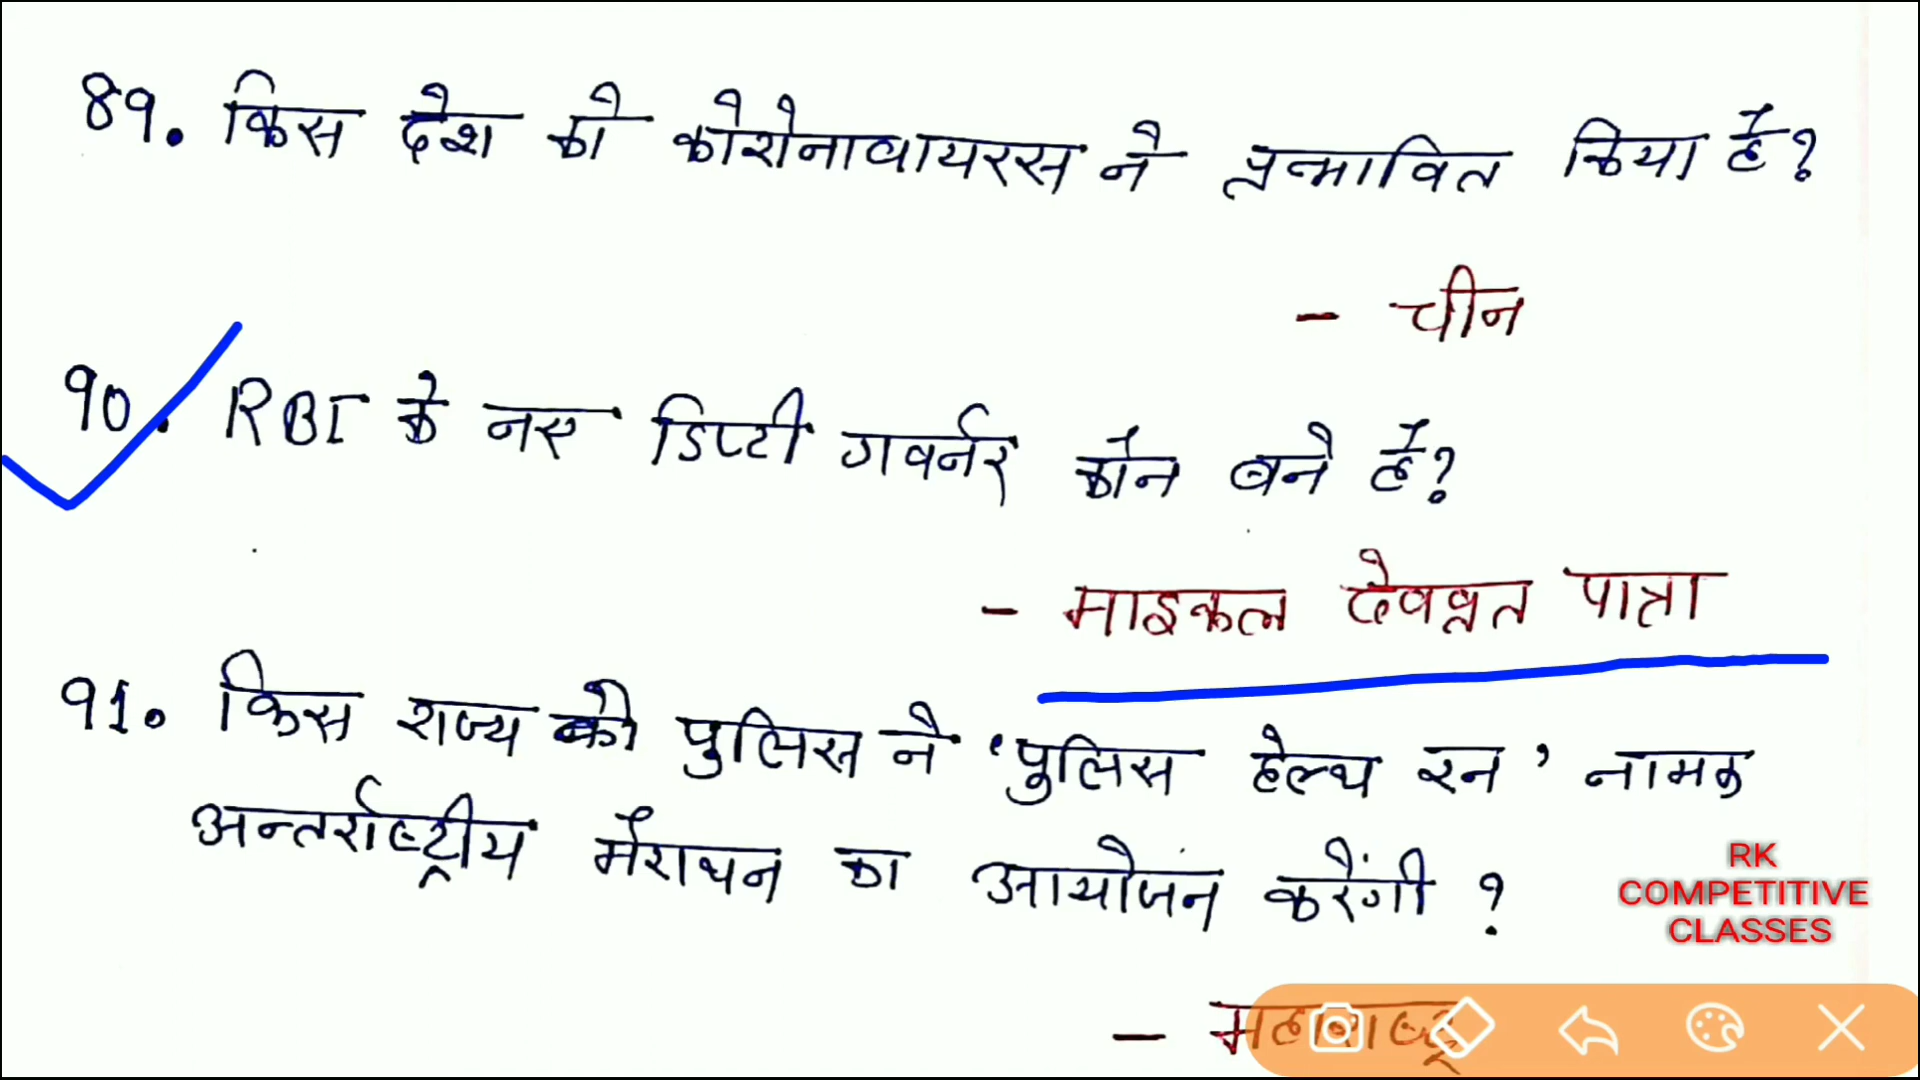 89. किस देश को कोरोनावायरस ने प्रभावित किया है?
- चीन
90. RBI के नए डिप्टी गवर्नर कौन बने है?
- माइकल देवव्रत पात्रा
91. किस राज्य की पुलिस ने 'पुलिस हेल्थ रन' नामक
अन्तर्राष्ट्रीय मैराथन का आयोजन करेंगी ?
RK
COMPETITIVE
CLASSES
- महाराष्ट्र